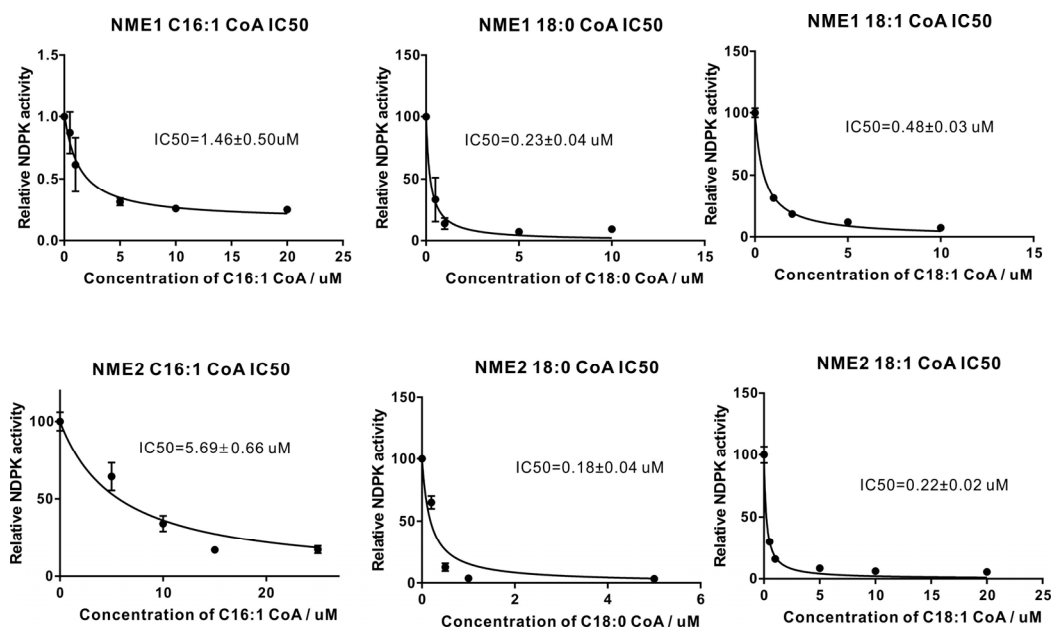 NME1 C16:1 CoA IC50
1.5
1.0
0.5
0.0
Relative NDPK activity
IC50=1.46±0.50uM
0 5 10 15 20 25
Concentration of C16:1 CoA / uM
NME1 18:0 CoA IC50
150
100
50
0
Relative NDPK activity
IC50=0.23±0.04 uM
0 5 10 15
Concentration of C18:0 CoA / uM
NME1 18:1 CoA IC50
150
100
50
0
Relative NDPK activity
IC50=0.48±0.03 uM
0 5 10 15
Concentration of C18:1 CoA / uM
NME2 C16:1 CoA IC50
100
50
0
Relative NDPK activity
IC50=5.69±0.66 uM
0 10 20
Concentration of C16:1 CoA / uM
NME2 18:0 CoA IC50
150
100
50
0
Relative NDPK activity
IC50=0.18±0.04 uM
0 2 4 6
Concentration of C18:0 CoA / uM
NME2 18:1 CoA IC50
150
100
50
0
Relative NDPK activity
IC50=0.22±0.02 uM
0 5 10 15 20 25
Concentration of C18:1 CoA / uM